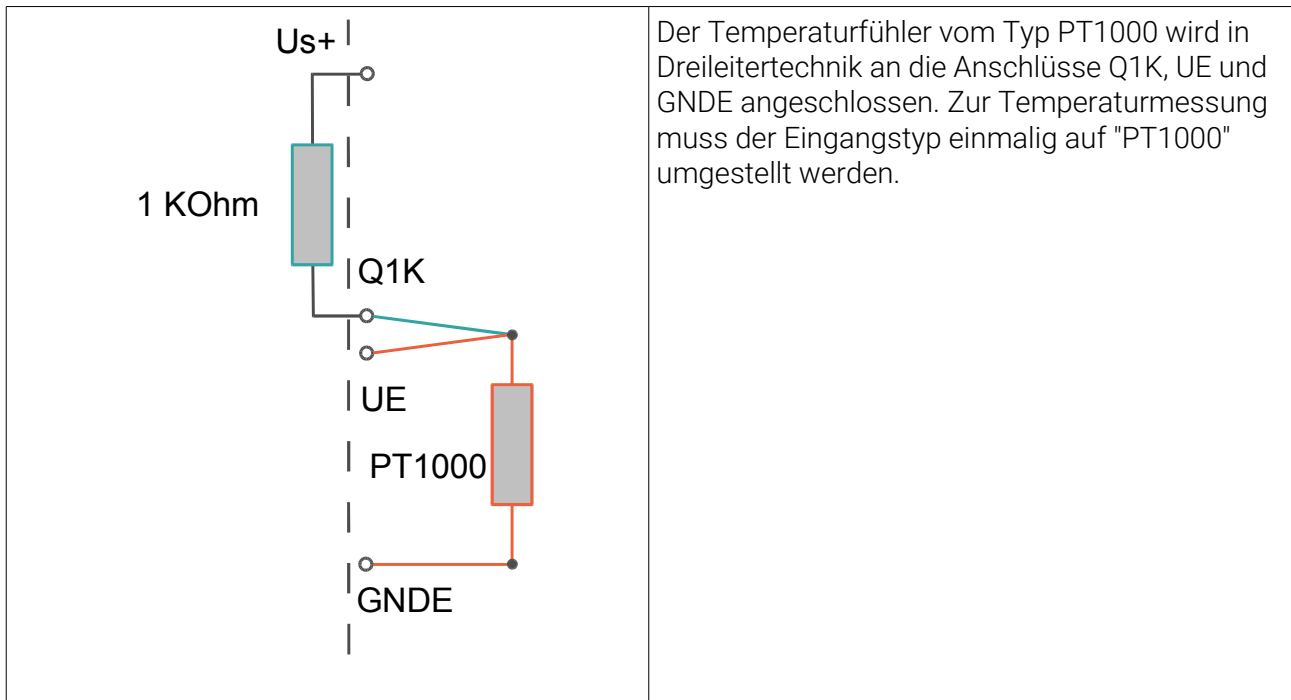 Us+
1 KOhm
Q1K
UE
PT1000
GNDE
Der Temperaturfühler vom Typ PT1000 wird in
Dreileitertechnik an die Anschlüsse Q1K, UE und
GNDE angeschlossen. Zur Temperaturmessung
muss der Eingangstyp einmalig auf "PT1000"
umgestellt werden.